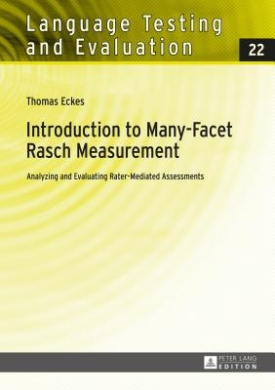 Language Testing
and Evaluation
22
Thomas Eckes
Introduction to Many-Facet
Rasch Measurement
Analyzing and Evaluating Rater-Mediated Assessments
PETER LANG
EDITION